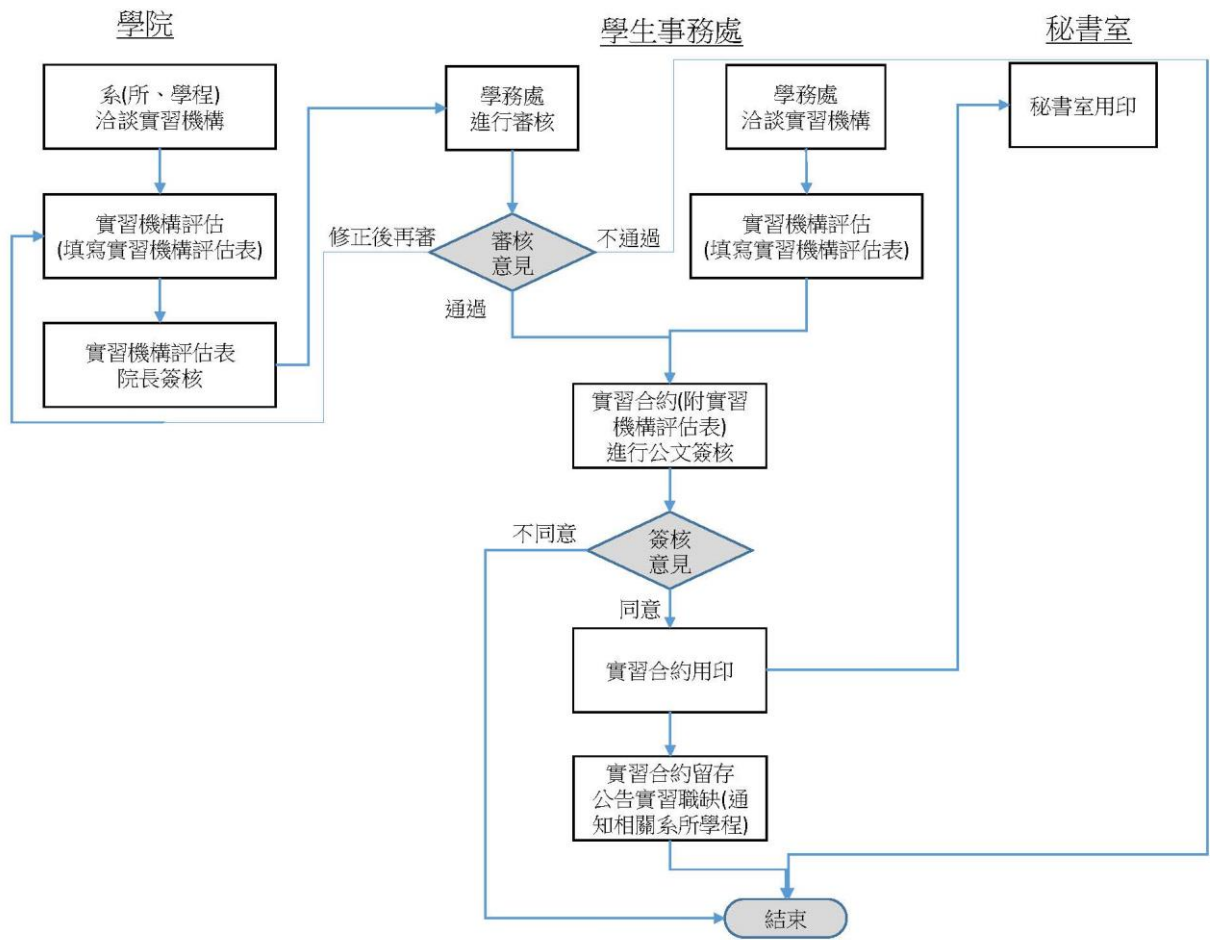 學院
學生事務處
秘書室
系(所、學程)
洽談實習機構
學務處
進行審核
學務處
洽談實習機構
秘書室用印
實習機構評估
(填寫實習機構評估表)
修正後再審
審核
意見
不通過
實習機構評估
(填寫實習機構評估表)
通過
實習機構評估表
院長簽核
實習合約(附實習
機構評估表)
進行公文簽核
不同意
簽核
意見
同意
實習合約用印
實習合約留存
公告實習職缺(通
知相關系所學程)
結束